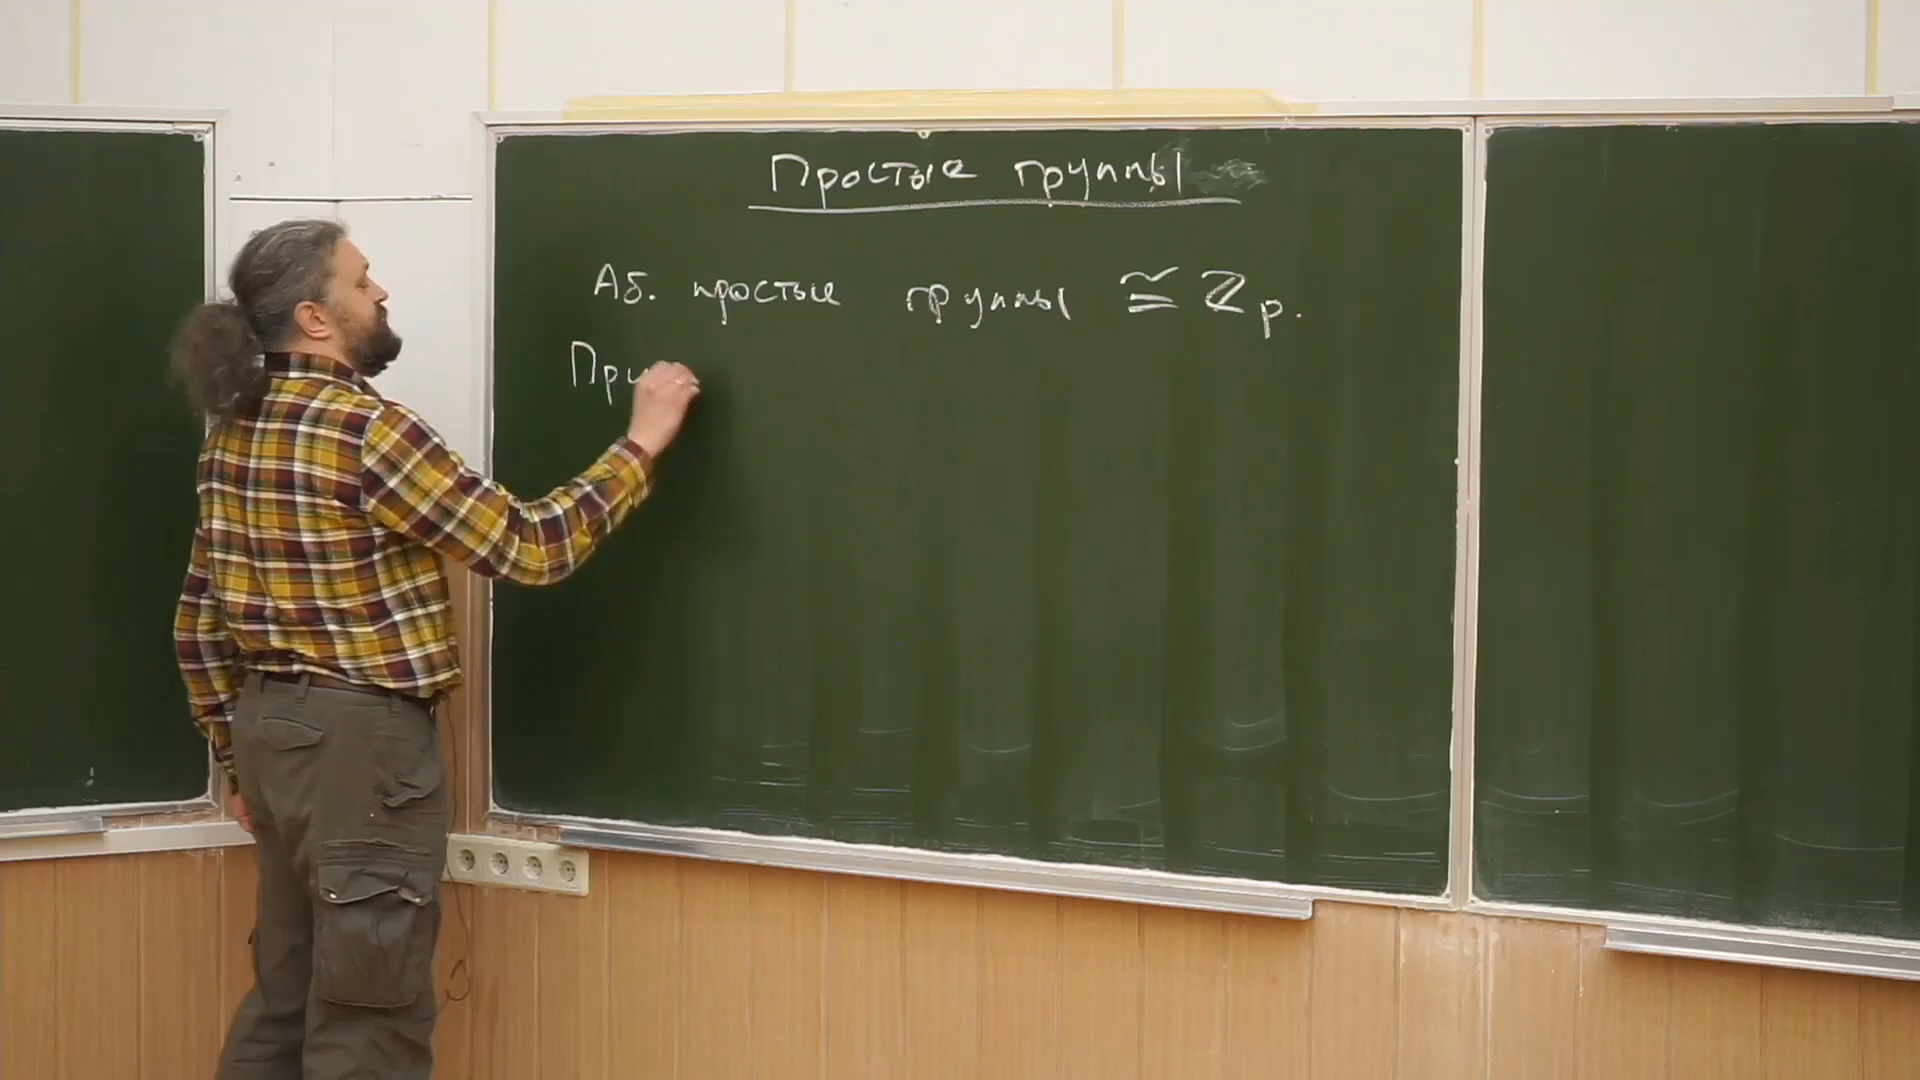 Простые группы
Аб. простые группы ≅ ℤp.
При